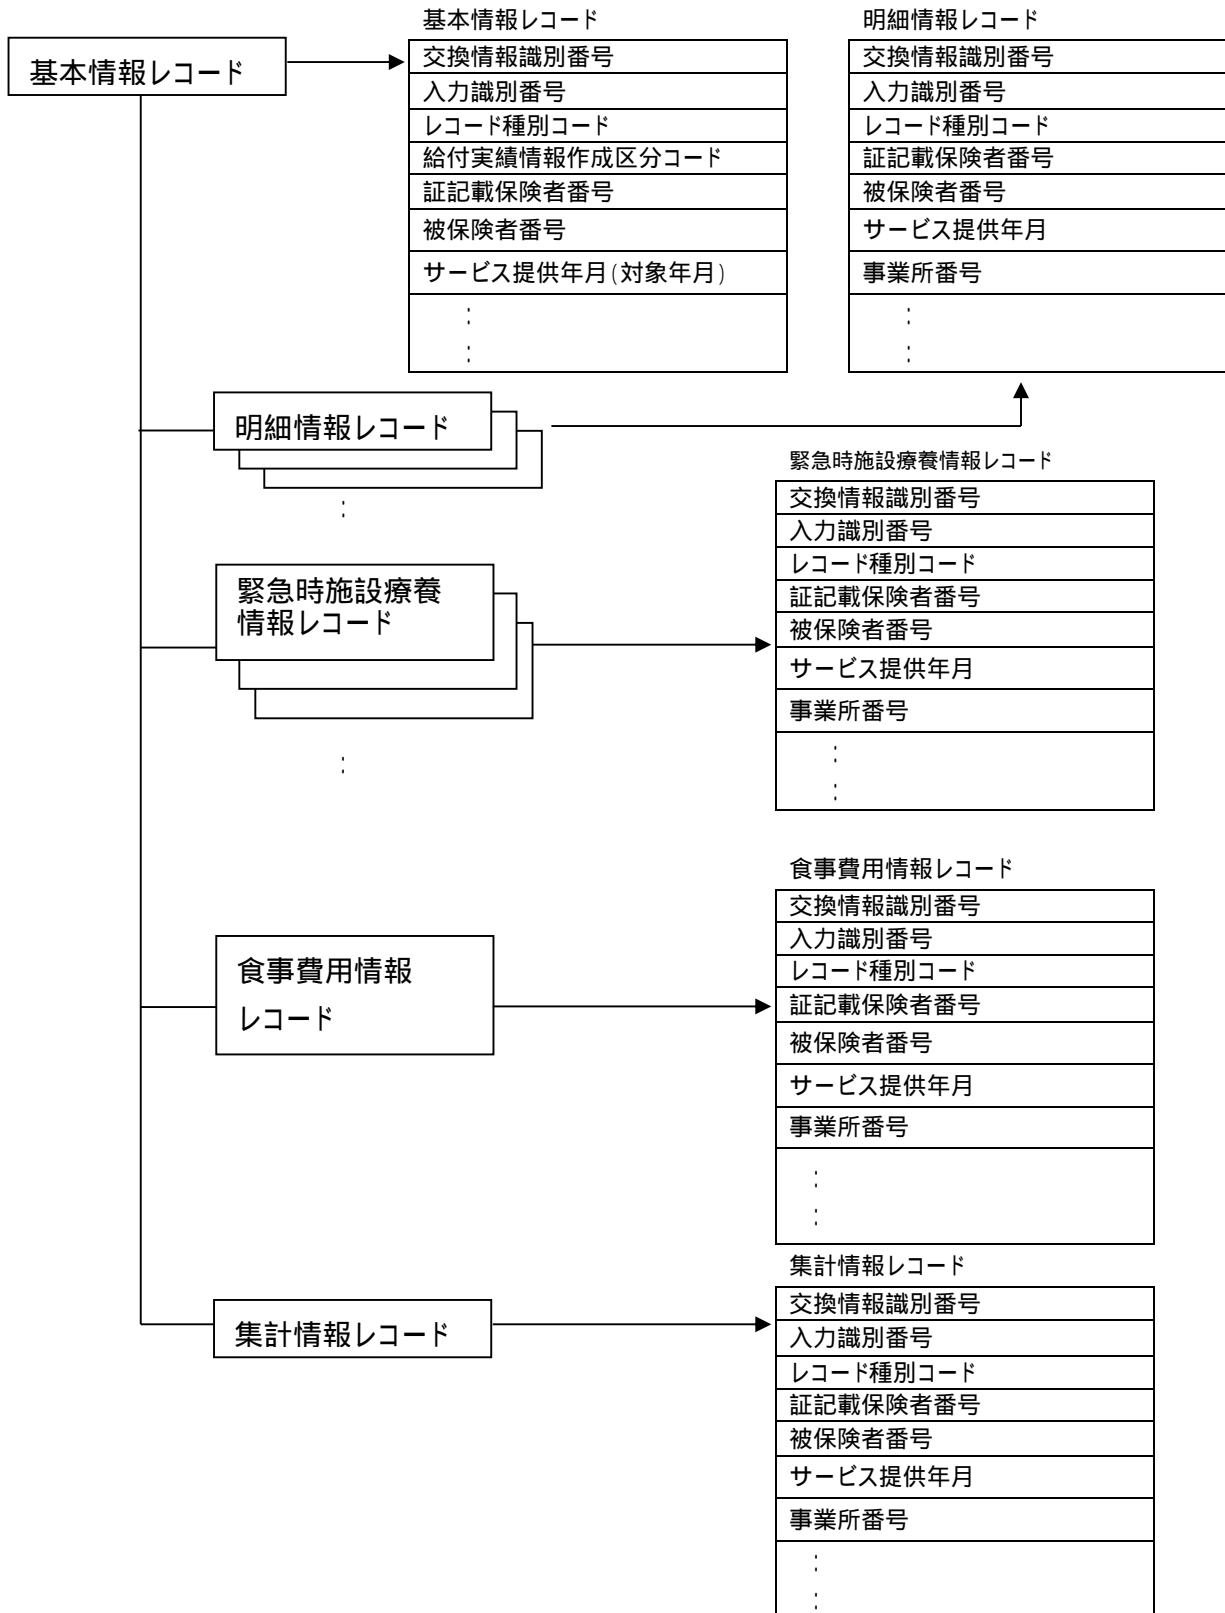 基本情報レコード
基本情報レコード
交換情報識別番号
入力識別番号
レコード種別コード
給付実績情報作成区分コード
証記載保険者番号
被保険者番号
サービス提供年月(対象年月)
:
:
明細情報レコード
交換情報識別番号
入力識別番号
レコード種別コード
証記載保険者番号
被保険者番号
サービス提供年月
事業所番号
:
:
明細情報レコード
:
緊急時施設療養情報レコード
交換情報識別番号
入力識別番号
レコード種別コード
証記載保険者番号
被保険者番号
サービス提供年月
事業所番号
:
:
緊急時施設療養
情報レコード
:
食事費用情報レコード
交換情報識別番号
入力識別番号
レコード種別コード
証記載保険者番号
被保険者番号
サービス提供年月
事業所番号
:
:
食事費用情報
レコード
集計情報レコード
交換情報識別番号
入力識別番号
レコード種別コード
証記載保険者番号
被保険者番号
サービス提供年月
事業所番号
:
:
集計情報レコード